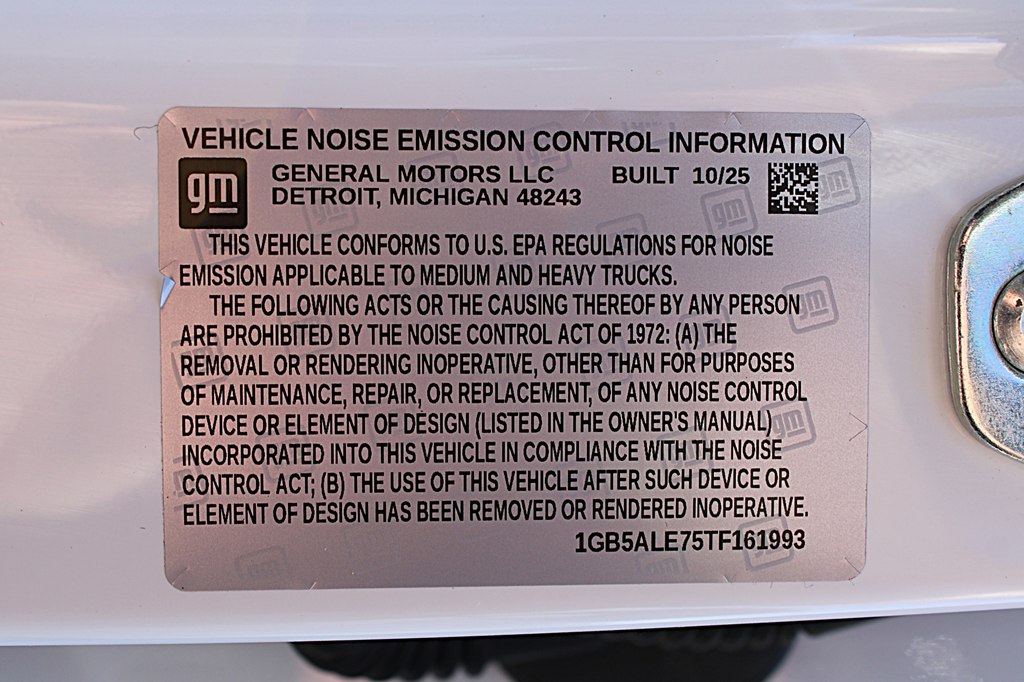 VEHICLE NOISE EMISSION CONTROL INFORMATION
gm
GENERAL MOTORS LLC BUILT 10/25
DETROIT, MICHIGAN 48243
THIS VEHICLE CONFORMS TO U.S. EPA REGULATIONS FOR NOISE
EMISSION APPLICABLE TO MEDIUM AND HEAVY TRUCKS.
THE FOLLOWING ACTS OR THE CAUSING THEREOF BY ANY PERSON
ARE PROHIBITED BY THE NOISE CONTROL ACT OF 1972: (A) THE
REMOVAL OR RENDERING INOPERATIVE, OTHER THAN FOR PURPOSES
OF MAINTENANCE, REPAIR, OR REPLACEMENT, OF ANY NOISE CONTROL
DEVICE OR ELEMENT OF DESIGN (LISTED IN THE OWNER'S MANUAL)
INCORPORATED INTO THIS VEHICLE IN COMPLIANCE WITH THE NOISE
CONTROL ACT; (B) THE USE OF THIS VEHICLE AFTER SUCH DEVICE OR
ELEMENT OF DESIGN HAS BEEN REMOVED OR RENDERED INOPERATIVE.
1GB5ALE75TF161993